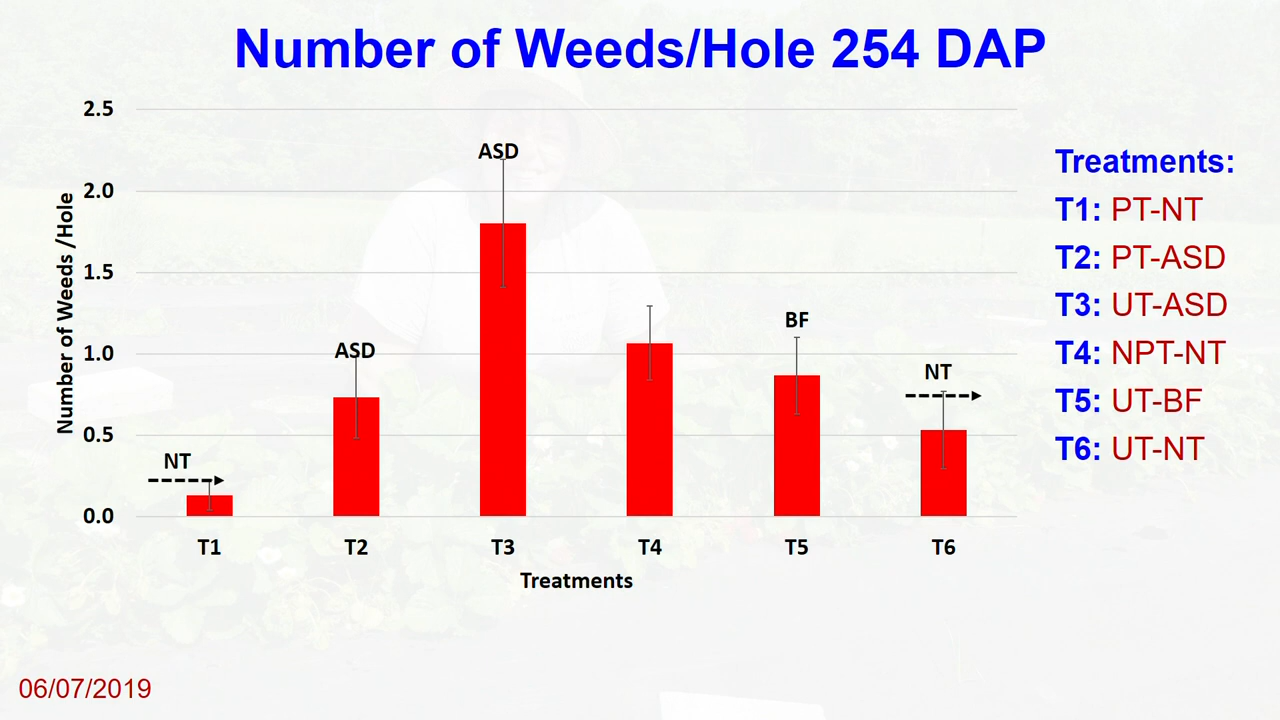 Number of Weeds/Hole 254 DAP
Number of Weeds /Hole
2.5
2.0
1.5
1.0
0.5
0.0
NT
ASD
ASD
BF
NT
T1 T2 T3 T4 T5 T6
Treatments
Treatments:
T1: PT-NT
T2: PT-ASD
T3: UT-ASD
T4: NPT-NT
T5: UT-BF
T6: UT-NT
06/07/2019